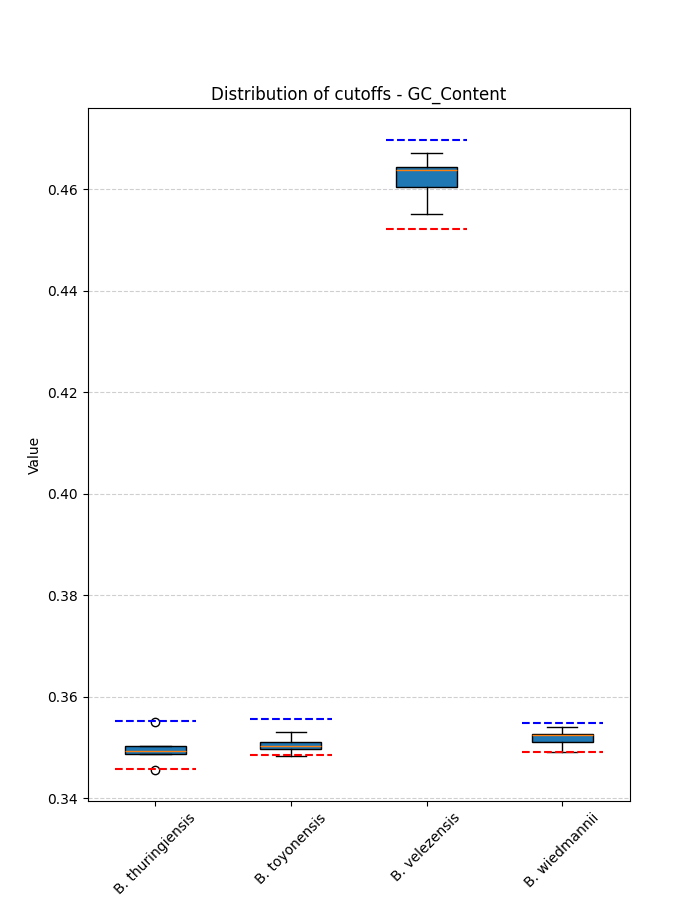 Distribution of cutoffs - GC_Content
Value
0.46
0.44
0.42
0.40
0.38
0.36
0.34
B. thuringiensis
B. toyonensis
B. velezensis
B. wiedmannii